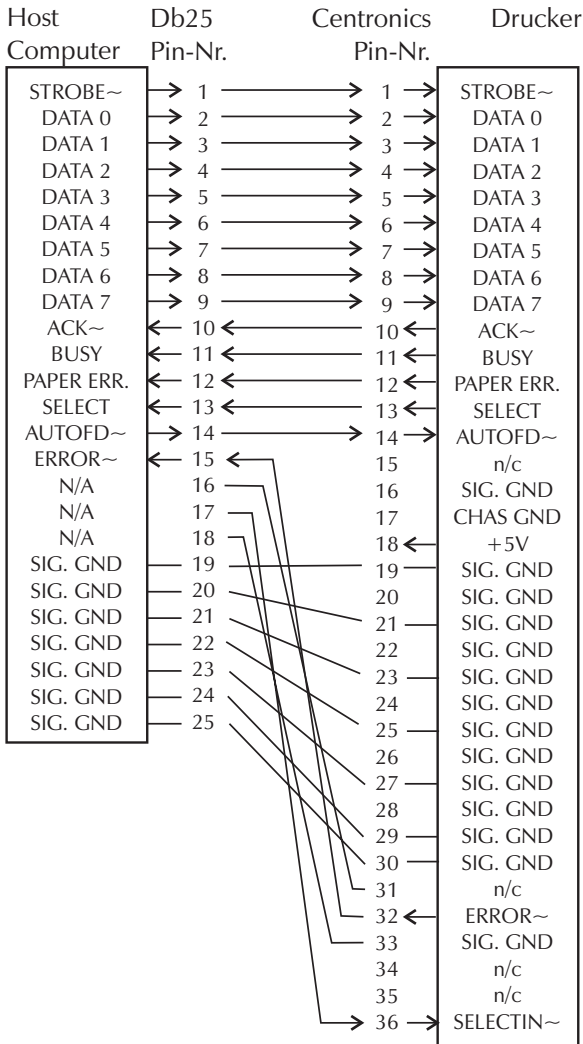 Host Db25 Centronics Drucker
Computer Pin-Nr. Pin-Nr.
STROBE~ 1 1 STROBE~
DATA 0 2 2 DATA 0
DATA 1 3 3 DATA 1
DATA 2 4 4 DATA 2
DATA 3 5 5 DATA 3
DATA 4 6 6 DATA 4
DATA 5 7 7 DATA 5
DATA 6 8 8 DATA 6
DATA 7 9 9 DATA 7
ACK~ 10 10 ACK~
BUSY 11 11 BUSY
PAPER ERR. 12 12 PAPER ERR.
SELECT 13 13 SELECT
AUTOFD~ 14 14 AUTOFD~
ERROR~ 15 15 n/c
N/A 16 16 SIG. GND
N/A 17 17 CHAS GND
N/A 18 18 +5V
SIG. GND 19 19 SIG. GND
SIG. GND 20 20 SIG. GND
SIG. GND 21 21 SIG. GND
SIG. GND 22 22 SIG. GND
SIG. GND 23 23 SIG. GND
SIG. GND 24 24 SIG. GND
SIG. GND 25 25 SIG. GND
26 SIG. GND
27 SIG. GND
28 SIG. GND
29 SIG. GND
30 SIG. GND
31 n/c
32 ERROR~
33 SIG. GND
34 n/c
35 n/c
36 SELECTIN~